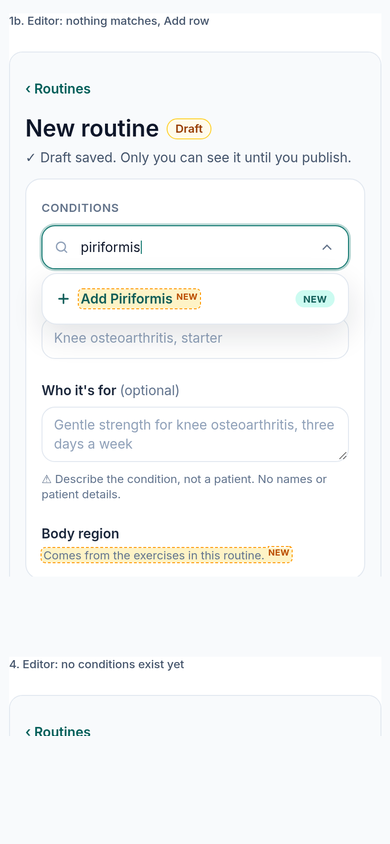 1b. Editor: nothing matches, Add row
‹ Routines
New routine Draft
✓ Draft saved. Only you can see it until you publish.
CONDITIONS
piriformis
+ Add Piriformis NEW NEW
Knee osteoarthritis, starter
Who it's for (optional)
Gentle strength for knee osteoarthritis, three
days a week
⚠ Describe the condition, not a patient. No names or
patient details.
Body region
Comes from the exercises in this routine. NEW
4. Editor: no conditions exist yet
‹ Routines